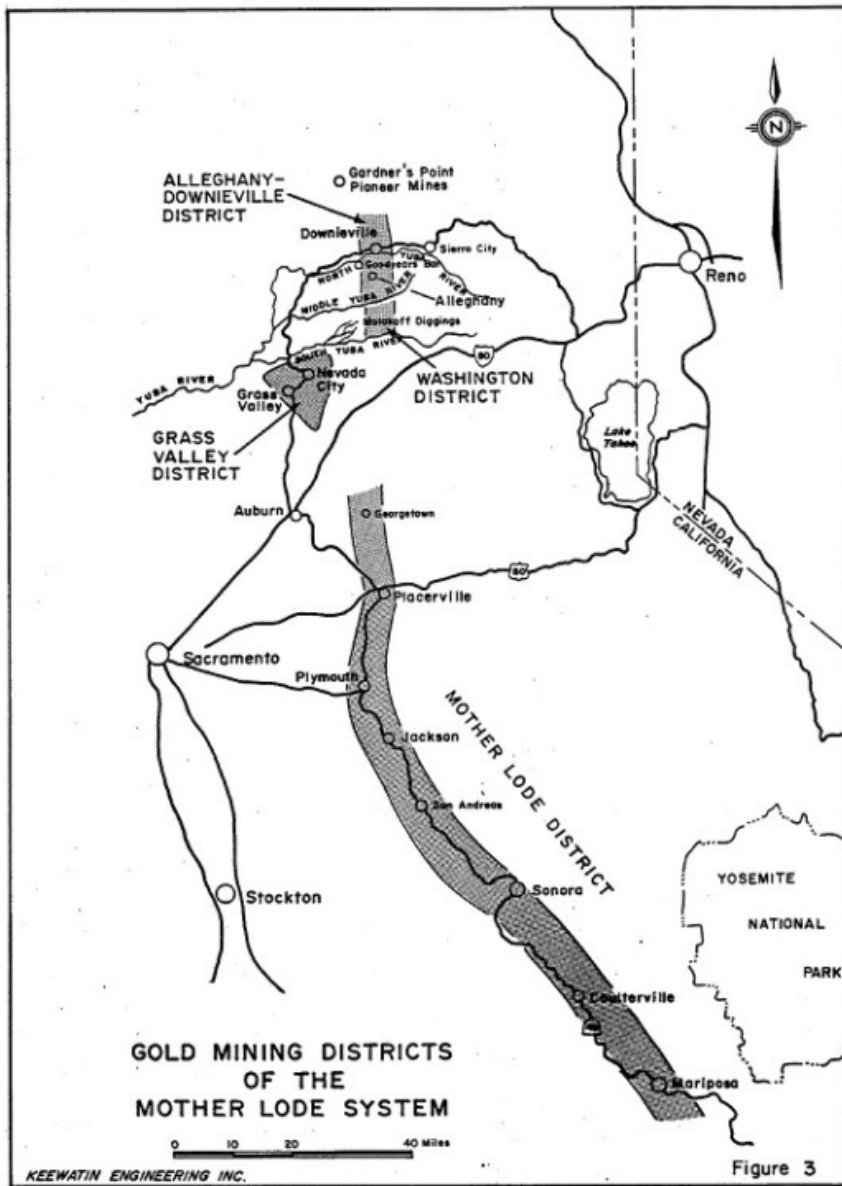 N
Gardner's Point
Pioneer Mines
ALLEGHANY-
DOWNIEVILLE
DISTRICT
Downieville
Sierra City
Goodyears Bar
NORTH YUBA RIVER
Alleghany
MIDDLE YUBA RIVER
Malakoff Diggings
SOUTH YUBA RIVER
YUBA RIVER
Reno
80
Nevada
City
Grass
Valley
WASHINGTON
DISTRICT
GRASS
VALLEY
DISTRICT
Lake
Tahoe
Auburn
Georgetown
NEVADA
CALIFORNIA
50
Placerville
Sacramento
Plymouth
MOTHER LODE DISTRICT
Jackson
San Andreas
Stockton
Sonora
YOSEMITE
NATIONAL
PARK
Coulterville
49
Mariposa
GOLD MINING DISTRICTS
OF THE
MOTHER LODE SYSTEM
0 10 20 40 Miles
KEEWATIN ENGINEERING INC.
Figure 3